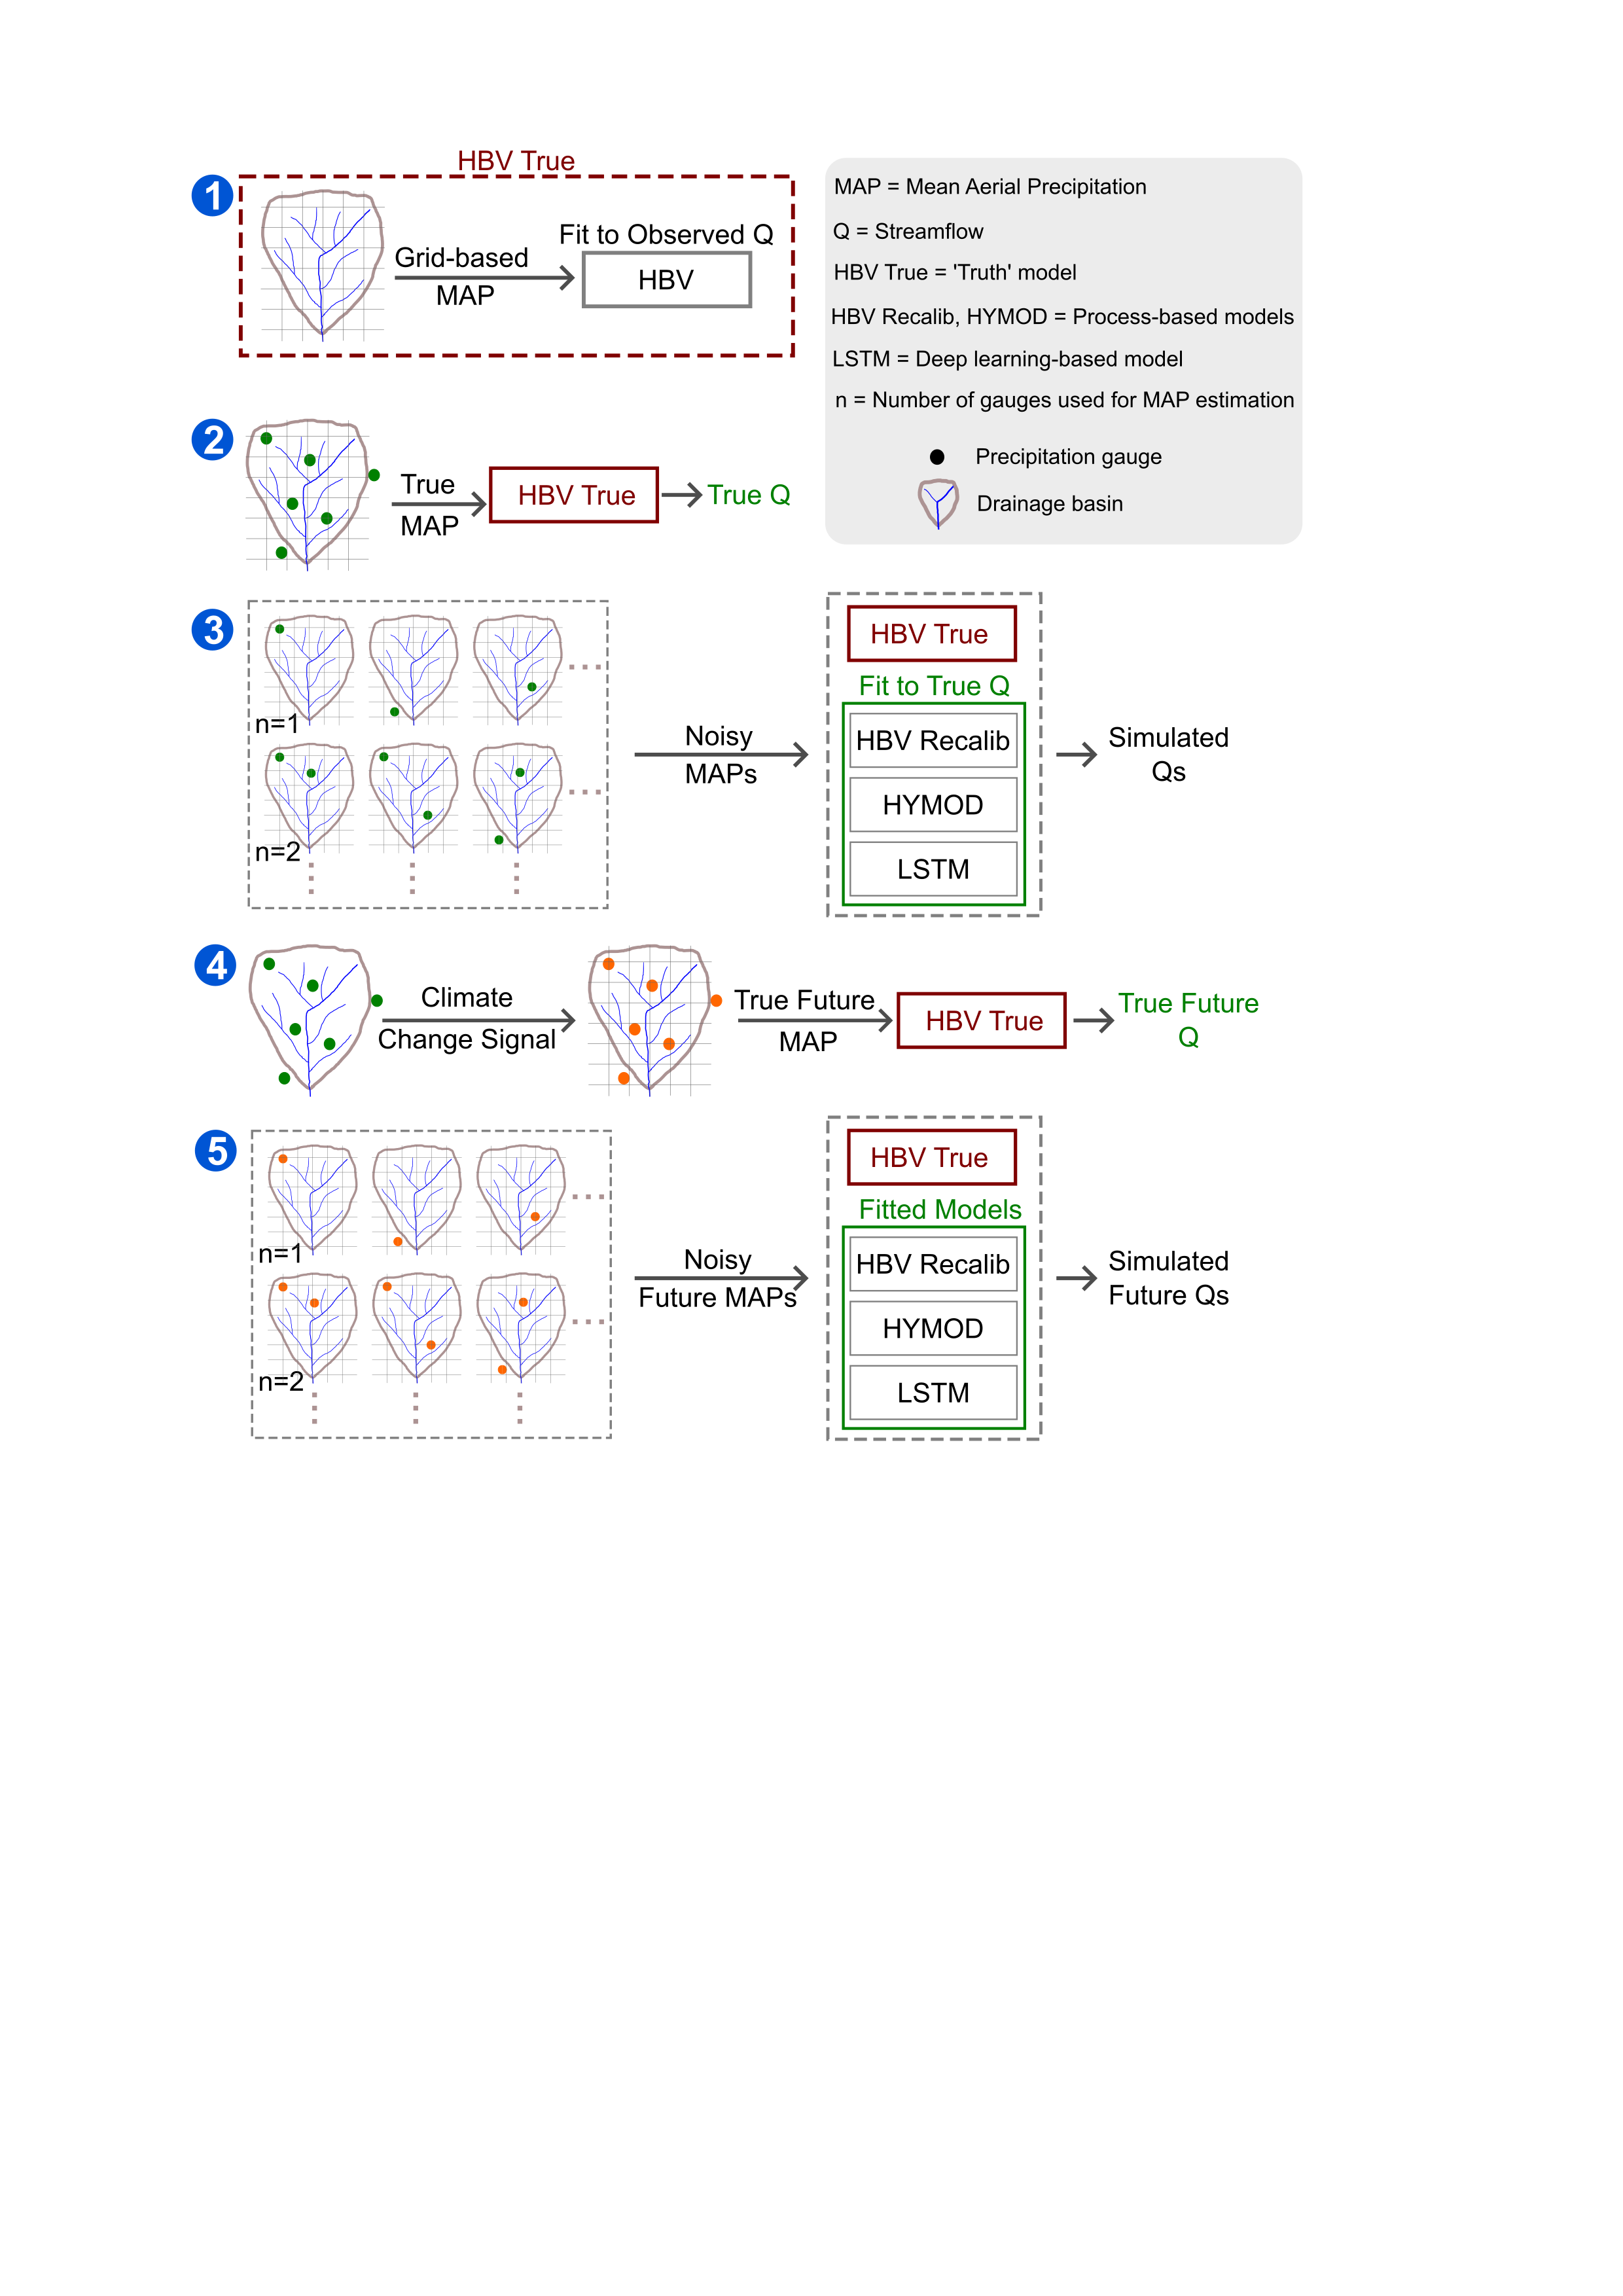 HBV True
1
Grid-based
MAP
Fit to Observed Q
HBV
MAP = Mean Aerial Precipitation
Q = Streamflow
HBV True = 'Truth' model
HBV Recalib, HYMOD = Process-based models
LSTM = Deep learning-based model
n = Number of gauges used for MAP estimation
Precipitation gauge
Drainage basin
2
True
MAP
HBV True
True Q
3
n=1
n=2
Noisy
MAPs
HBV True
Fit to True Q
HBV Recalib
HYMOD
LSTM
Simulated
Qs
4
Climate
Change Signal
True Future
MAP
HBV True
True Future
Q
5
n=1
n=2
Noisy
Future MAPs
HBV True
Fitted Models
HBV Recalib
HYMOD
LSTM
Simulated
Future Qs